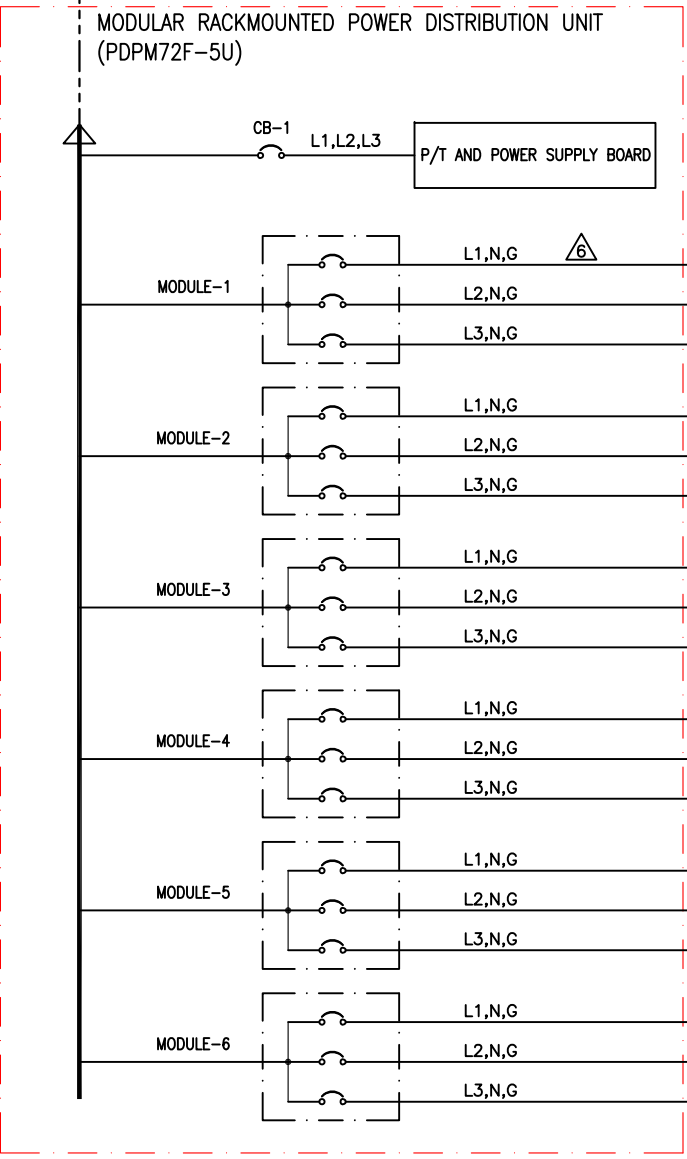 MODULAR RACKMOUNTED POWER DISTRIBUTION UNIT
(PDPM72F-5U)
CB-1
L1,L2,L3
P/T AND POWER SUPPLY BOARD
MODULE-1
L1,N,G
6
L2,N,G
L3,N,G
MODULE-2
L1,N,G
L2,N,G
L3,N,G
MODULE-3
L1,N,G
L2,N,G
L3,N,G
MODULE-4
L1,N,G
L2,N,G
L3,N,G
MODULE-5
L1,N,G
L2,N,G
L3,N,G
MODULE-6
L1,N,G
L2,N,G
L3,N,G